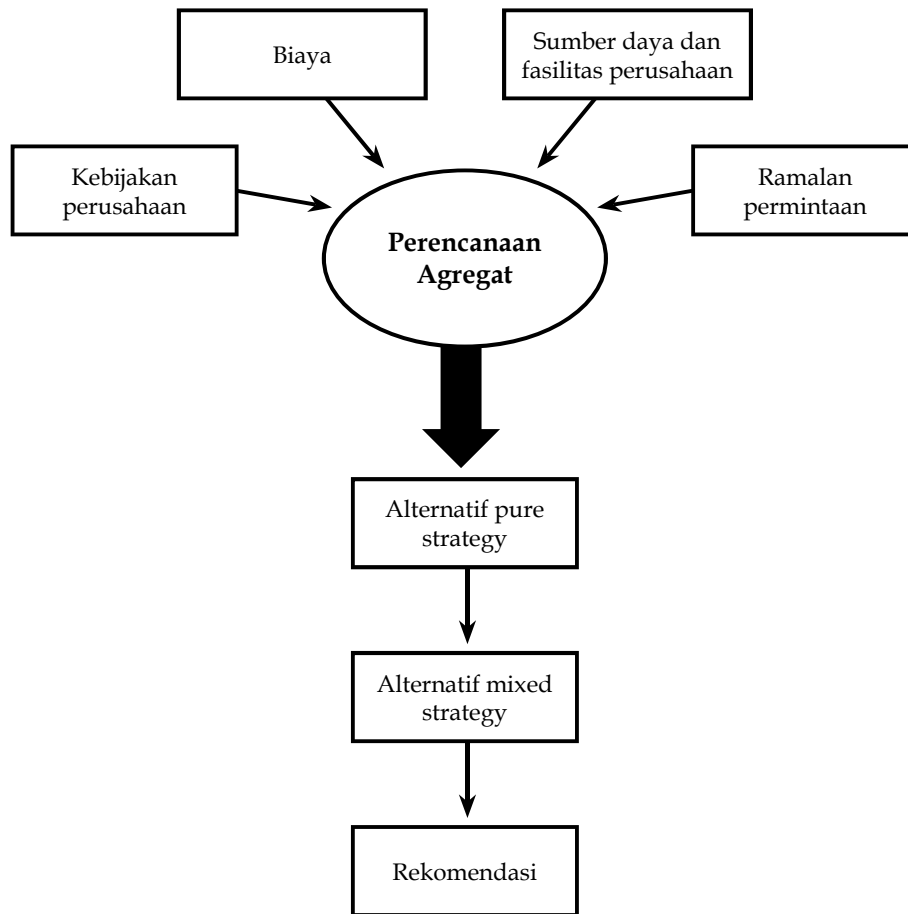 Biaya
Sumber daya dan
fasilitas perusahaan
Kebijakan
perusahaan
Ramalan
permintaan
Perencanaan
Agregat
Alternatif pure
strategy
Alternatif mixed
strategy
Rekomendasi